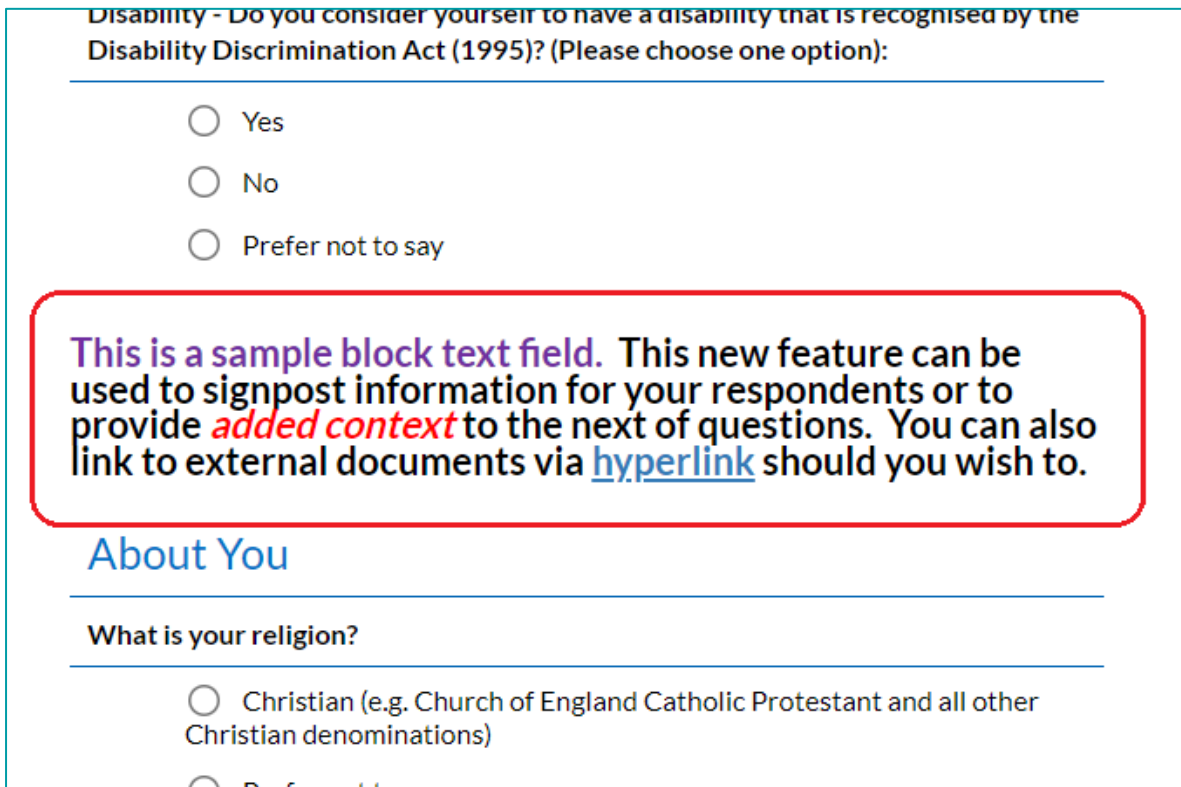 Disability - Do you consider yourself to have a disability that is recognised by the
Disability Discrimination Act (1995)? (Please choose one option):
Yes
No
Prefer not to say
This is a sample block text field.  This new feature can be
used to signpost information for your respondents or to
provide added context to the next of questions.  You can also
link to external documents via hyperlink should you wish to.
About You
What is your religion?
Christian (e.g. Church of England Catholic Protestant and all other
Christian denominations)